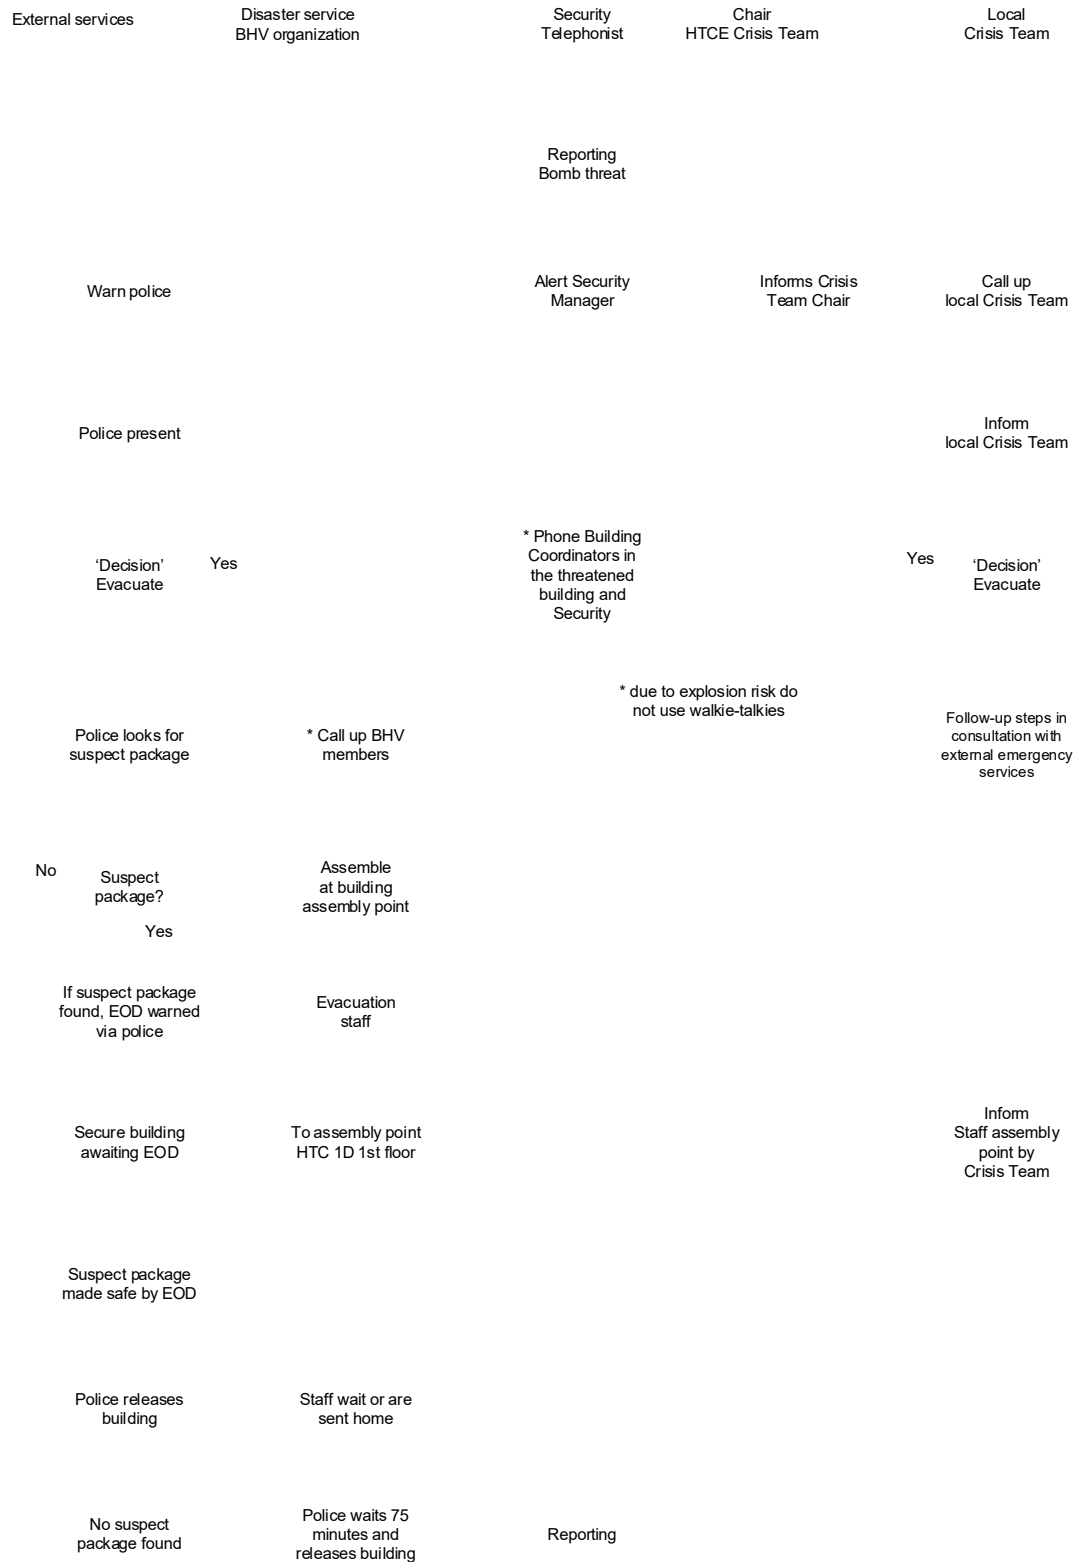 External services
Disaster service
BHV organization
Security
Telephonist
Chair
HTCE Crisis Team
Local
Crisis Team
Reporting
Bomb threat
Warn police
Alert Security
Manager
Informs Crisis
Team Chair
Call up
local Crisis Team
Police present
Inform
local Crisis Team
‘Decision’
Evacuate
Yes
* Phone Building
Coordinators in
the threatened
building and
Security
Yes
‘Decision’
Evacuate
* due to explosion risk do
not use walkie-talkies
Police looks for
suspect package
* Call up BHV
members
Follow-up steps in
consultation with
external emergency
services
No
Suspect
package?
Yes
Assemble
at building
assembly point
If suspect package
found, EOD warned
via police
Evacuation
staff
Secure building
awaiting EOD
To assembly point
HTC 1D 1st floor
Inform
Staff assembly
point by
Crisis Team
Suspect package
made safe by EOD
Police releases
building
Staff wait or are
sent home
No suspect
package found
Police waits 75
minutes and
releases building
Reporting